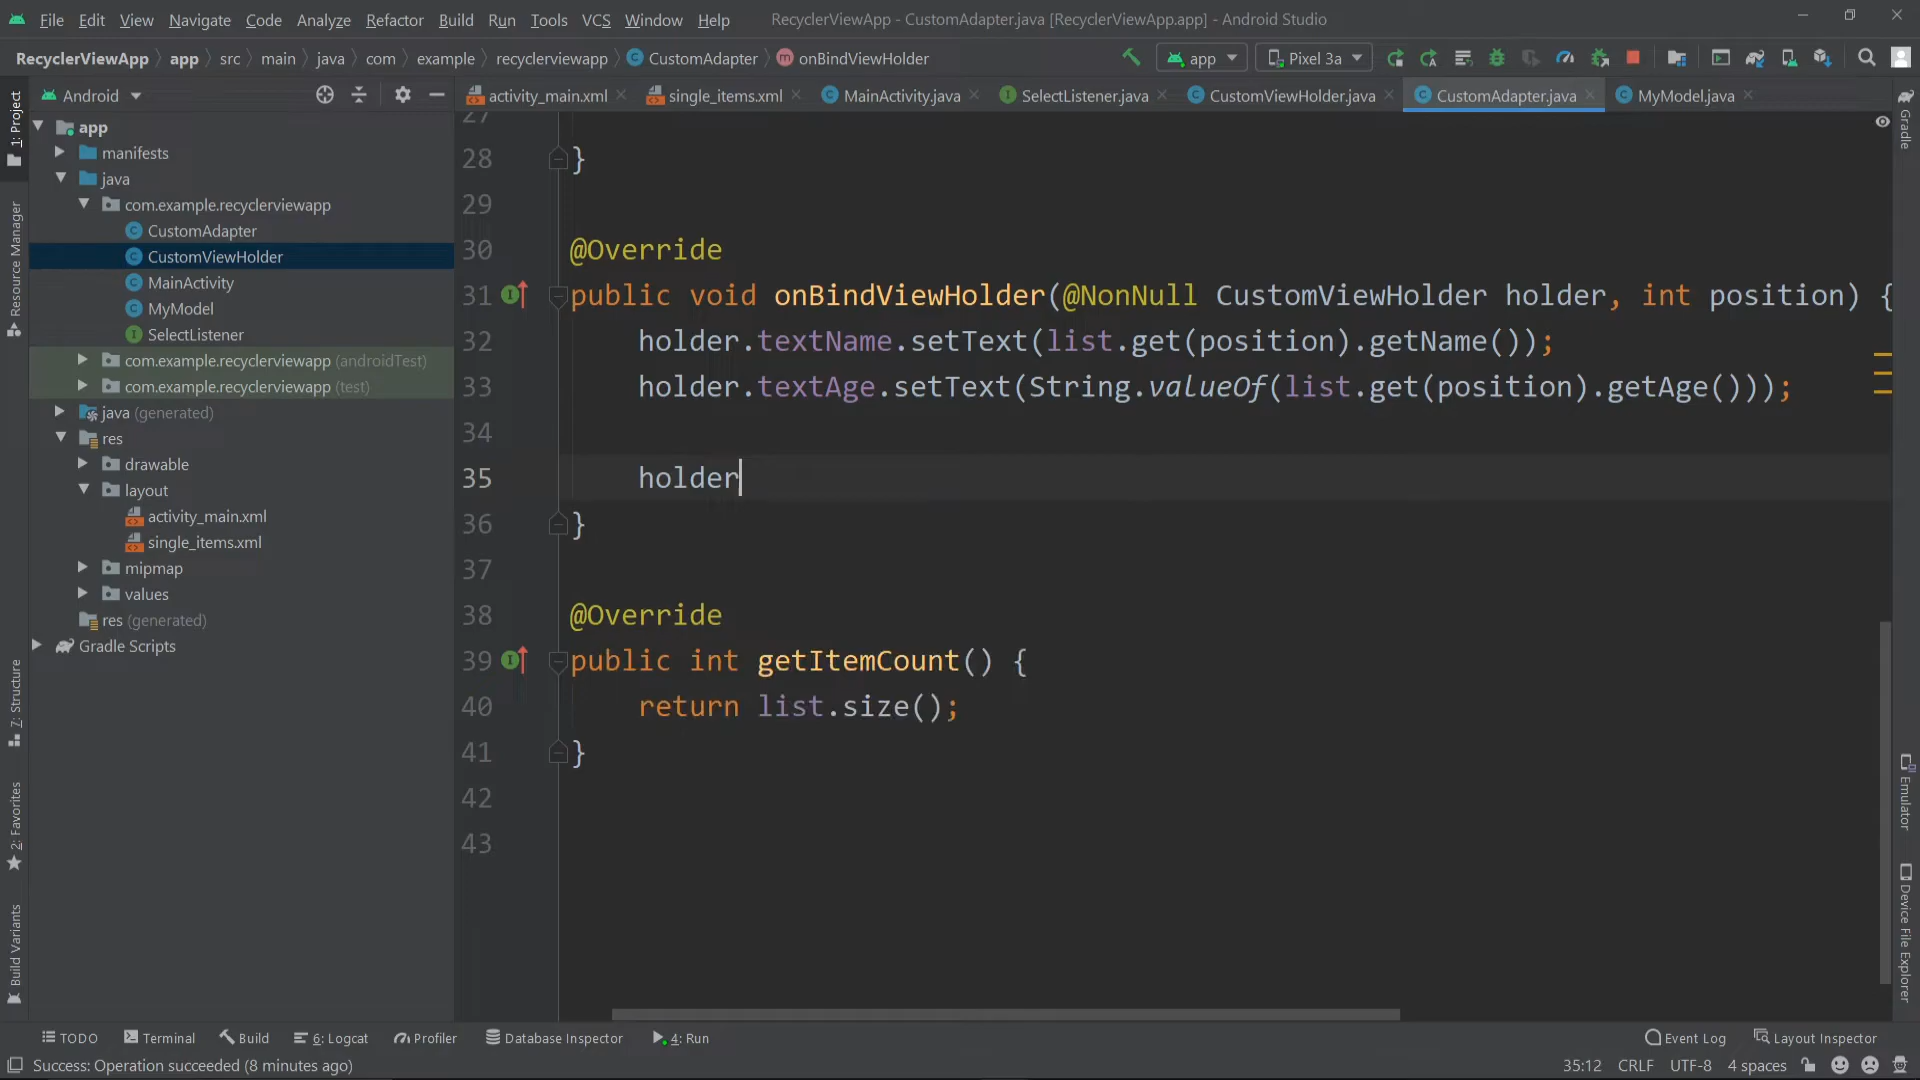 File Edit View Navigate Code Analyze Refactor Build Run Tools VCS Window Help RecyclerViewApp - CustomAdapter.java [RecyclerViewApp.app] - Android Studio
RecyclerViewApp app src main java com example recyclerviewapp CustomAdapter onBindViewHolder app Pixel 3a
Android activity_main.xml single_items.xml MainActivity.java SelectListener.java CustomViewHolder.java CustomAdapter.java MyModel.java
1: Project
Resource Manager
7: Structure
2: Favorites
Build Variants
app
manifests
java
com.example.recyclerviewapp
CustomAdapter
CustomViewHolder
MainActivity
MyModel
SelectListener
com.example.recyclerviewapp (androidTest)
com.example.recyclerviewapp (test)
java (generated)
res
drawable
layout
activity_main.xml
single_items.xml
mipmap
values
res (generated)
Gradle Scripts
27
28 }
29
30 @Override
31 public void onBindViewHolder(@NonNull CustomViewHolder holder, int position) {
32 holder.textName.setText(list.get(position).getName());
33 holder.textAge.setText(String.valueOf(list.get(position).getAge()));
34
35 holder
36 }
37
38 @Override
39 public int getItemCount() {
40 return list.size();
41 }
42
43
Gradle
Emulator
Device File Explorer
TODO Terminal Build 6: Logcat Profiler Database Inspector 4: Run Event Log Layout Inspector
Success: Operation succeeded (8 minutes ago) 35:12 CRLF UTF-8 4 spaces